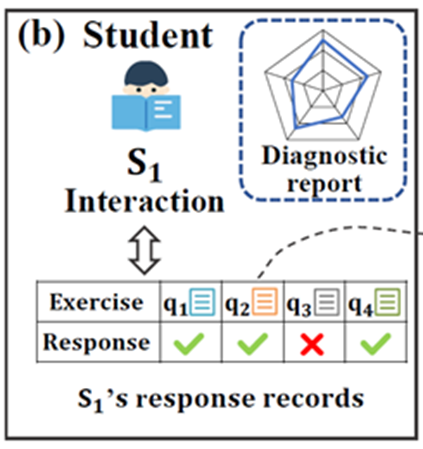 (b) Student
S₁
Interaction
Diagnostic
report
Exercise q₁ q₂ q₃ q₄
Response
S₁'s response records